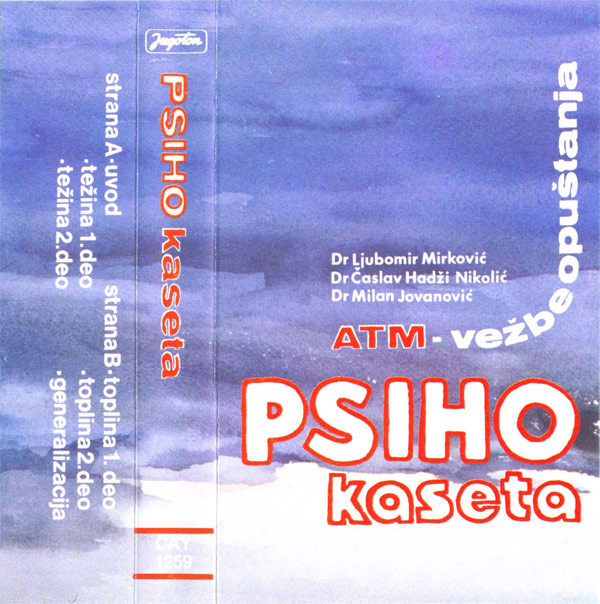 strana A · uvod
· težina 1. deo
· težina 2. deo
strana B · toplina 1. deo
· toplina 2. deo
· generalizacija
Jugoton
PSIHO kaseta
CAY
1259
Dr Ljubomir Mirković
Dr Časlav Hadži Nikolić
Dr Milan Jovanović
ATM - vežbe opuštanja
PSIHO
kaseta